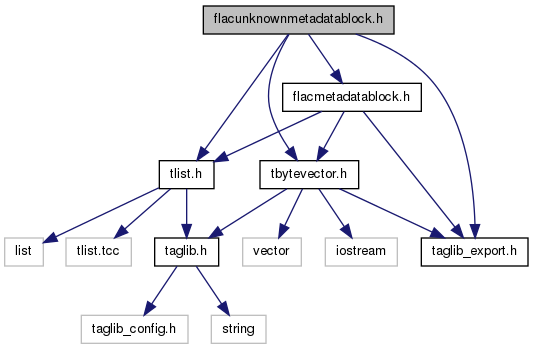 flacunknownmetadatablock.h
flacmetadatablock.h
tlist.h
tbytevector.h
list
tlist.tcc
taglib.h
vector
iostream
taglib_export.h
taglib_config.h
string